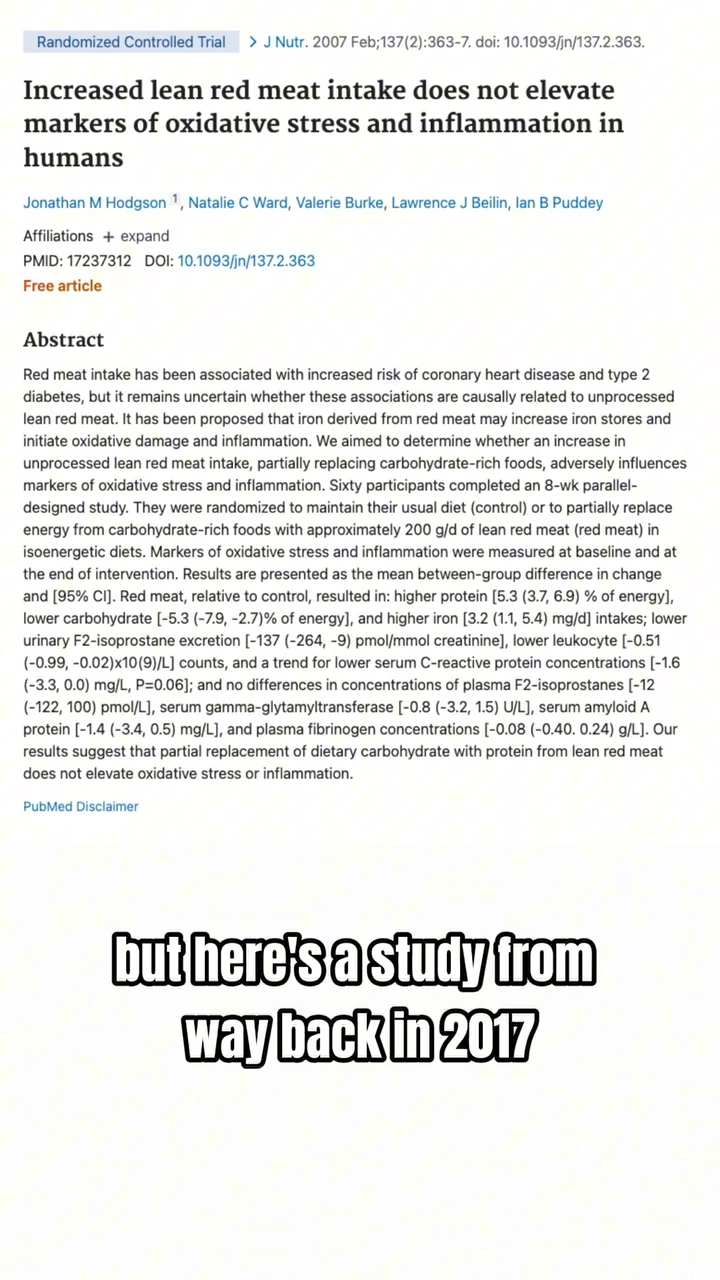 Randomized Controlled Trial > J Nutr. 2007 Feb;137(2):363-7. doi: 10.1093/jn/137.2.363.
Increased lean red meat intake does not elevate
markers of oxidative stress and inflammation in
humans
Jonathan M Hodgson 1, Natalie C Ward, Valerie Burke, Lawrence J Beilin, Ian B Puddey
Affiliations + expand
PMID: 17237312 DOI: 10.1093/jn/137.2.363
Free article
Abstract
Red meat intake has been associated with increased risk of coronary heart disease and type 2
diabetes, but it remains uncertain whether these associations are causally related to unprocessed
lean red meat. It has been proposed that iron derived from red meat may increase iron stores and
initiate oxidative damage and inflammation. We aimed to determine whether an increase in
unprocessed lean red meat intake, partially replacing carbohydrate-rich foods, adversely influences
markers of oxidative stress and inflammation. Sixty participants completed an 8-wk parallel-
designed study. They were randomized to maintain their usual diet (control) or to partially replace
energy from carbohydrate-rich foods with approximately 200 g/d of lean red meat (red meat) in
isoenergetic diets. Markers of oxidative stress and inflammation were measured at baseline and at
the end of intervention. Results are presented as the mean between-group difference in change
and [95% CI]. Red meat, relative to control, resulted in: higher protein [5.3 (3.7, 6.9) % of energy],
lower carbohydrate [-5.3 (-7.9, -2.7)% of energy], and higher iron [3.2 (1.1, 5.4) mg/d] intakes; lower
urinary F2-isoprostane excretion [-137 (-264, -9) pmol/mmol creatinine], lower leukocyte [-0.51
(-0.99, -0.02)x10(9)/L] counts, and a trend for lower serum C-reactive protein concentrations [-1.6
(-3.3, 0.0) mg/L, P=0.06]; and no differences in concentrations of plasma F2-isoprostanes [-12
(-122, 100) pmol/L], serum gamma-glytamyltransferase [-0.8 (-3.2, 1.5) U/L], serum amyloid A
protein [-1.4 (-3.4, 0.5) mg/L], and plasma fibrinogen concentrations [-0.08 (-0.40. 0.24) g/L]. Our
results suggest that partial replacement of dietary carbohydrate with protein from lean red meat
does not elevate oxidative stress or inflammation.
PubMed Disclaimer
but here's a study from
way back in 2017